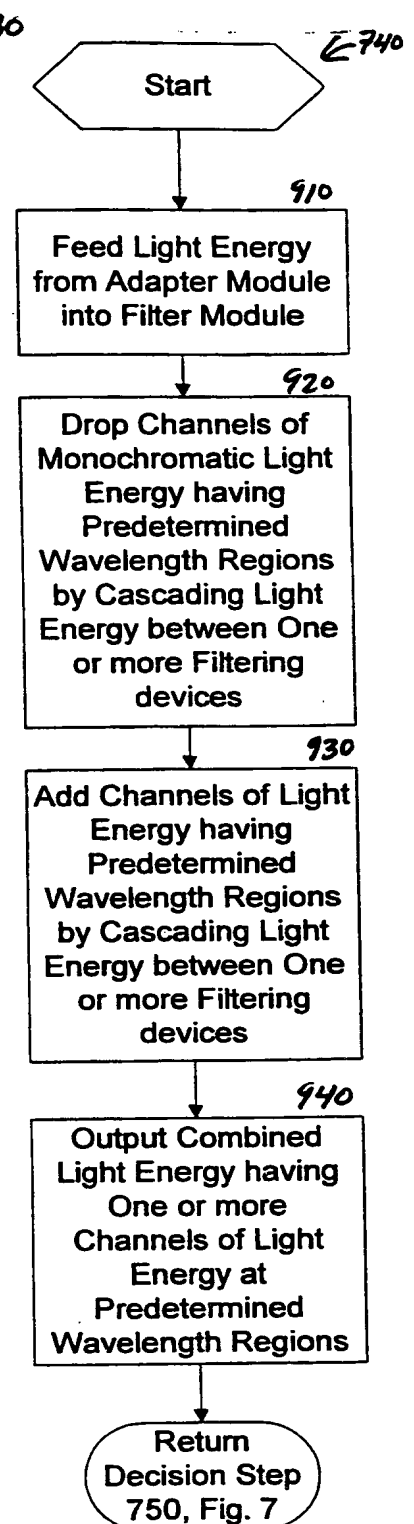 740
Start
910
Feed Light Energy
from Adapter Module
into Filter Module
920
Drop Channels of
Monochromatic Light
Energy having
Predetermined
Wavelength Regions
by Cascading Light
Energy between One
or more Filtering
devices
930
Add Channels of Light
Energy having
Predetermined
Wavelength Regions
by Cascading Light
Energy between One
or more Filtering
devices
940
Output Combined
Light Energy having
One or more
Channels of Light
Energy at
Predetermined
Wavelength Regions
Return
Decision Step
750, Fig. 7